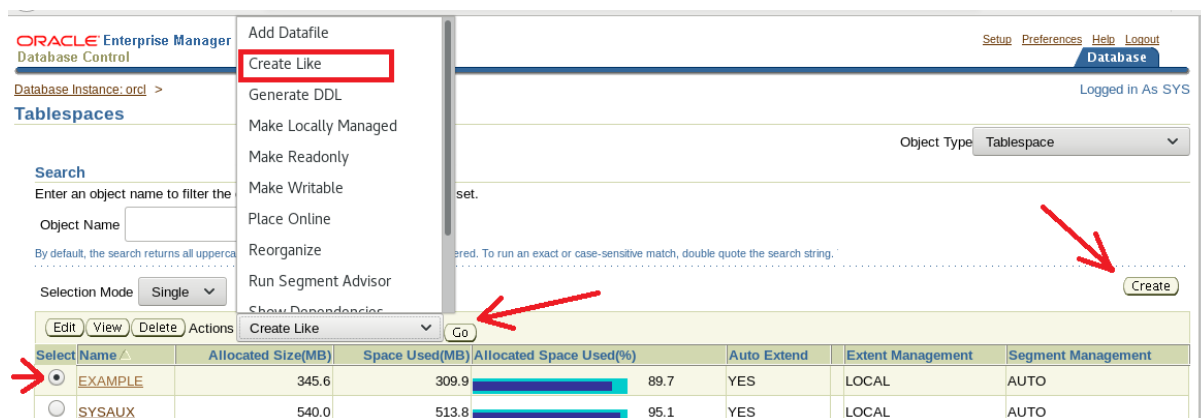 ORACLE Enterprise Manager
Database Control
Setup Preferences Help Logout
Database
Database Instance: orcl >
Logged in As SYS
Tablespaces
Object Type Tablespace
Search
Enter an object name to filter the
set.
Object Name
By default, the search returns all upperca
ered. To run an exact or case-sensitive match, double quote the search string.
Selection Mode Single
Create
Add Datafile
Create Like
Generate DDL
Make Locally Managed
Make Readonly
Make Writable
Place Online
Reorganize
Run Segment Advisor
Show Dependencies
Edit View Delete Actions Create Like Go
Select Name Allocated Size(MB) Space Used(MB) Allocated Space Used(%) Auto Extend Extent Management Segment Management
EXAMPLE 345.6 309.9 89.7 YES LOCAL AUTO
SYSAUX 540.0 513.8 95.1 YES LOCAL AUTO